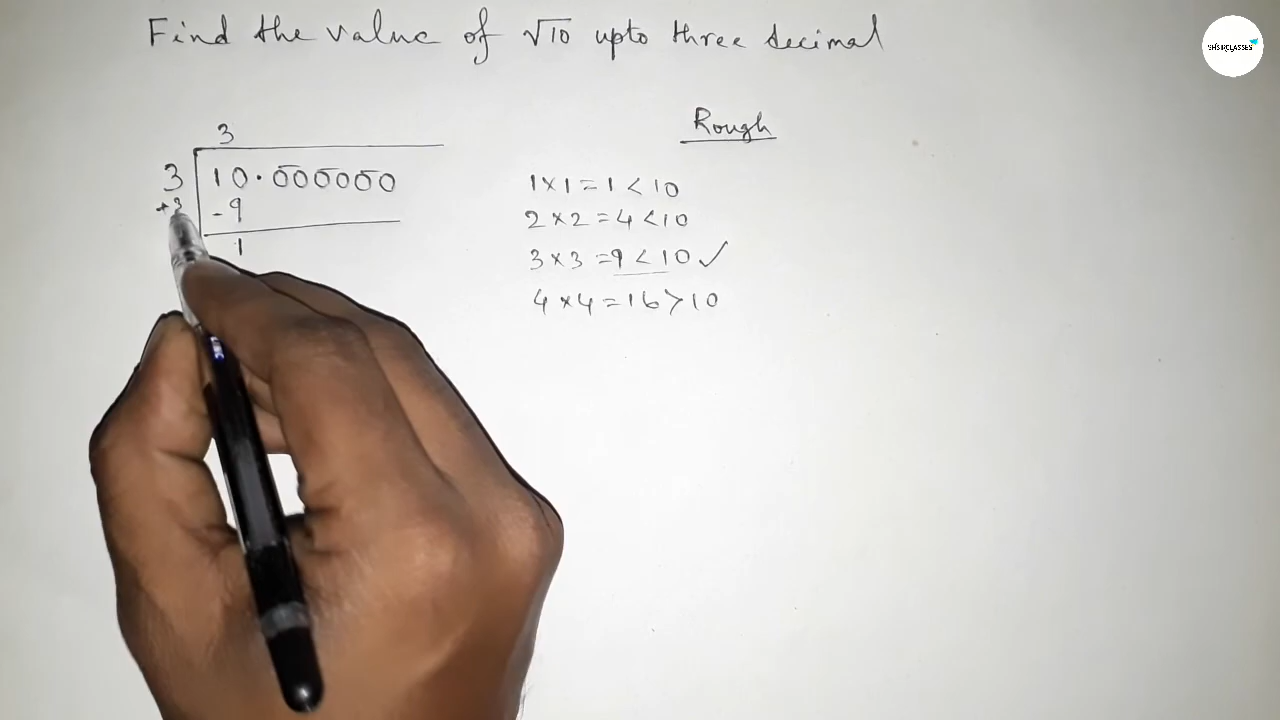 Find the value of √10 upto three decimal
SHSIRCLASSES
Rough
3
3 10.000000
+3 -9
1
1×1=1<10
2×2=4<10
3×3=9<10✓
4×4=16>10